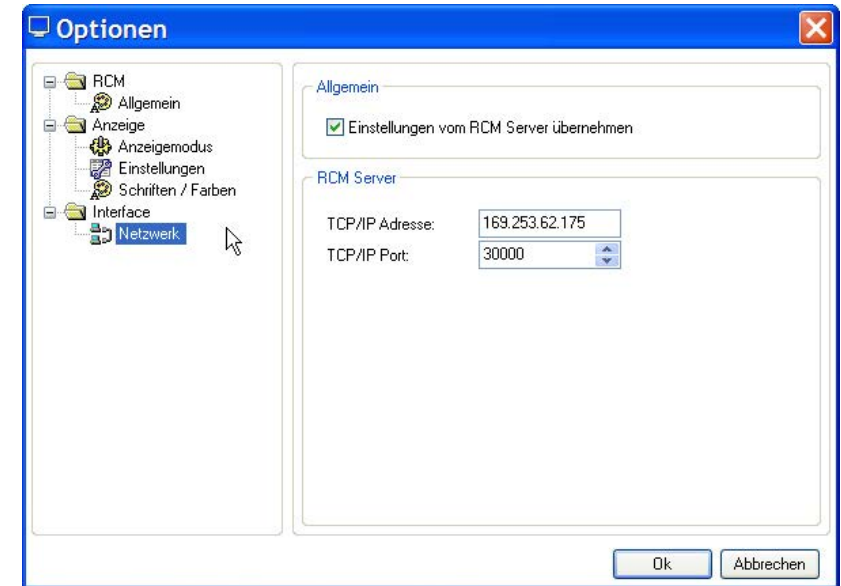 Optionen
RCM
Allgemein
Anzeige
Anzeigemodus
Einstellungen
Schriften / Farben
Interface
Netzwerk
Allgemein
Einstellungen vom RCM Server übernehmen
RCM Server
TCP/IP Adresse: 169.253.62.175
TCP/IP Port: 30000
Ok Abbrechen